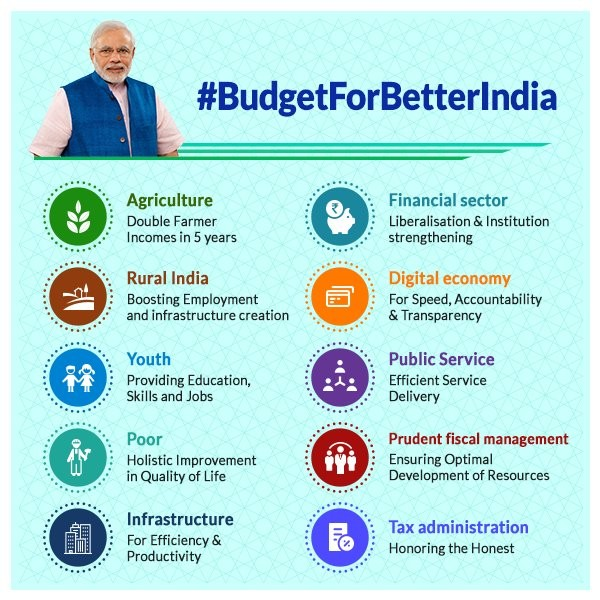 #BudgetForBetterIndia
Agriculture
Double Farmer
Incomes in 5 years
Rural India
Boosting Employment
and infrastructure creation
Youth
Providing Education,
Skills and Jobs
Poor
Holistic Improvement
in Quality of Life
Infrastructure
For Efficiency &
Productivity
Financial sector
Liberalisation & Institution
strengthening
Digital economy
For Speed, Accountability
& Transparency
Public Service
Efficient Service
Delivery
Prudent fiscal management
Ensuring Optimal
Development of Resources
Tax administration
Honoring the Honest